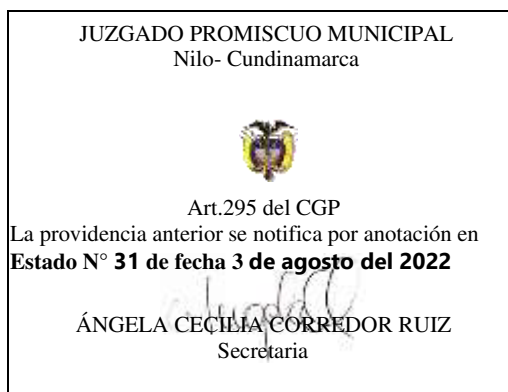 JUZGADO PROMISCUO MUNICIPAL
Nilo- Cundinamarca
Art.295 del CGP
La providencia anterior se notifica por anotación en
Estado N° 31 de fecha 3 de agosto del 2022
ÁNGELA CECILIA CORREDOR RUIZ
Secretaria